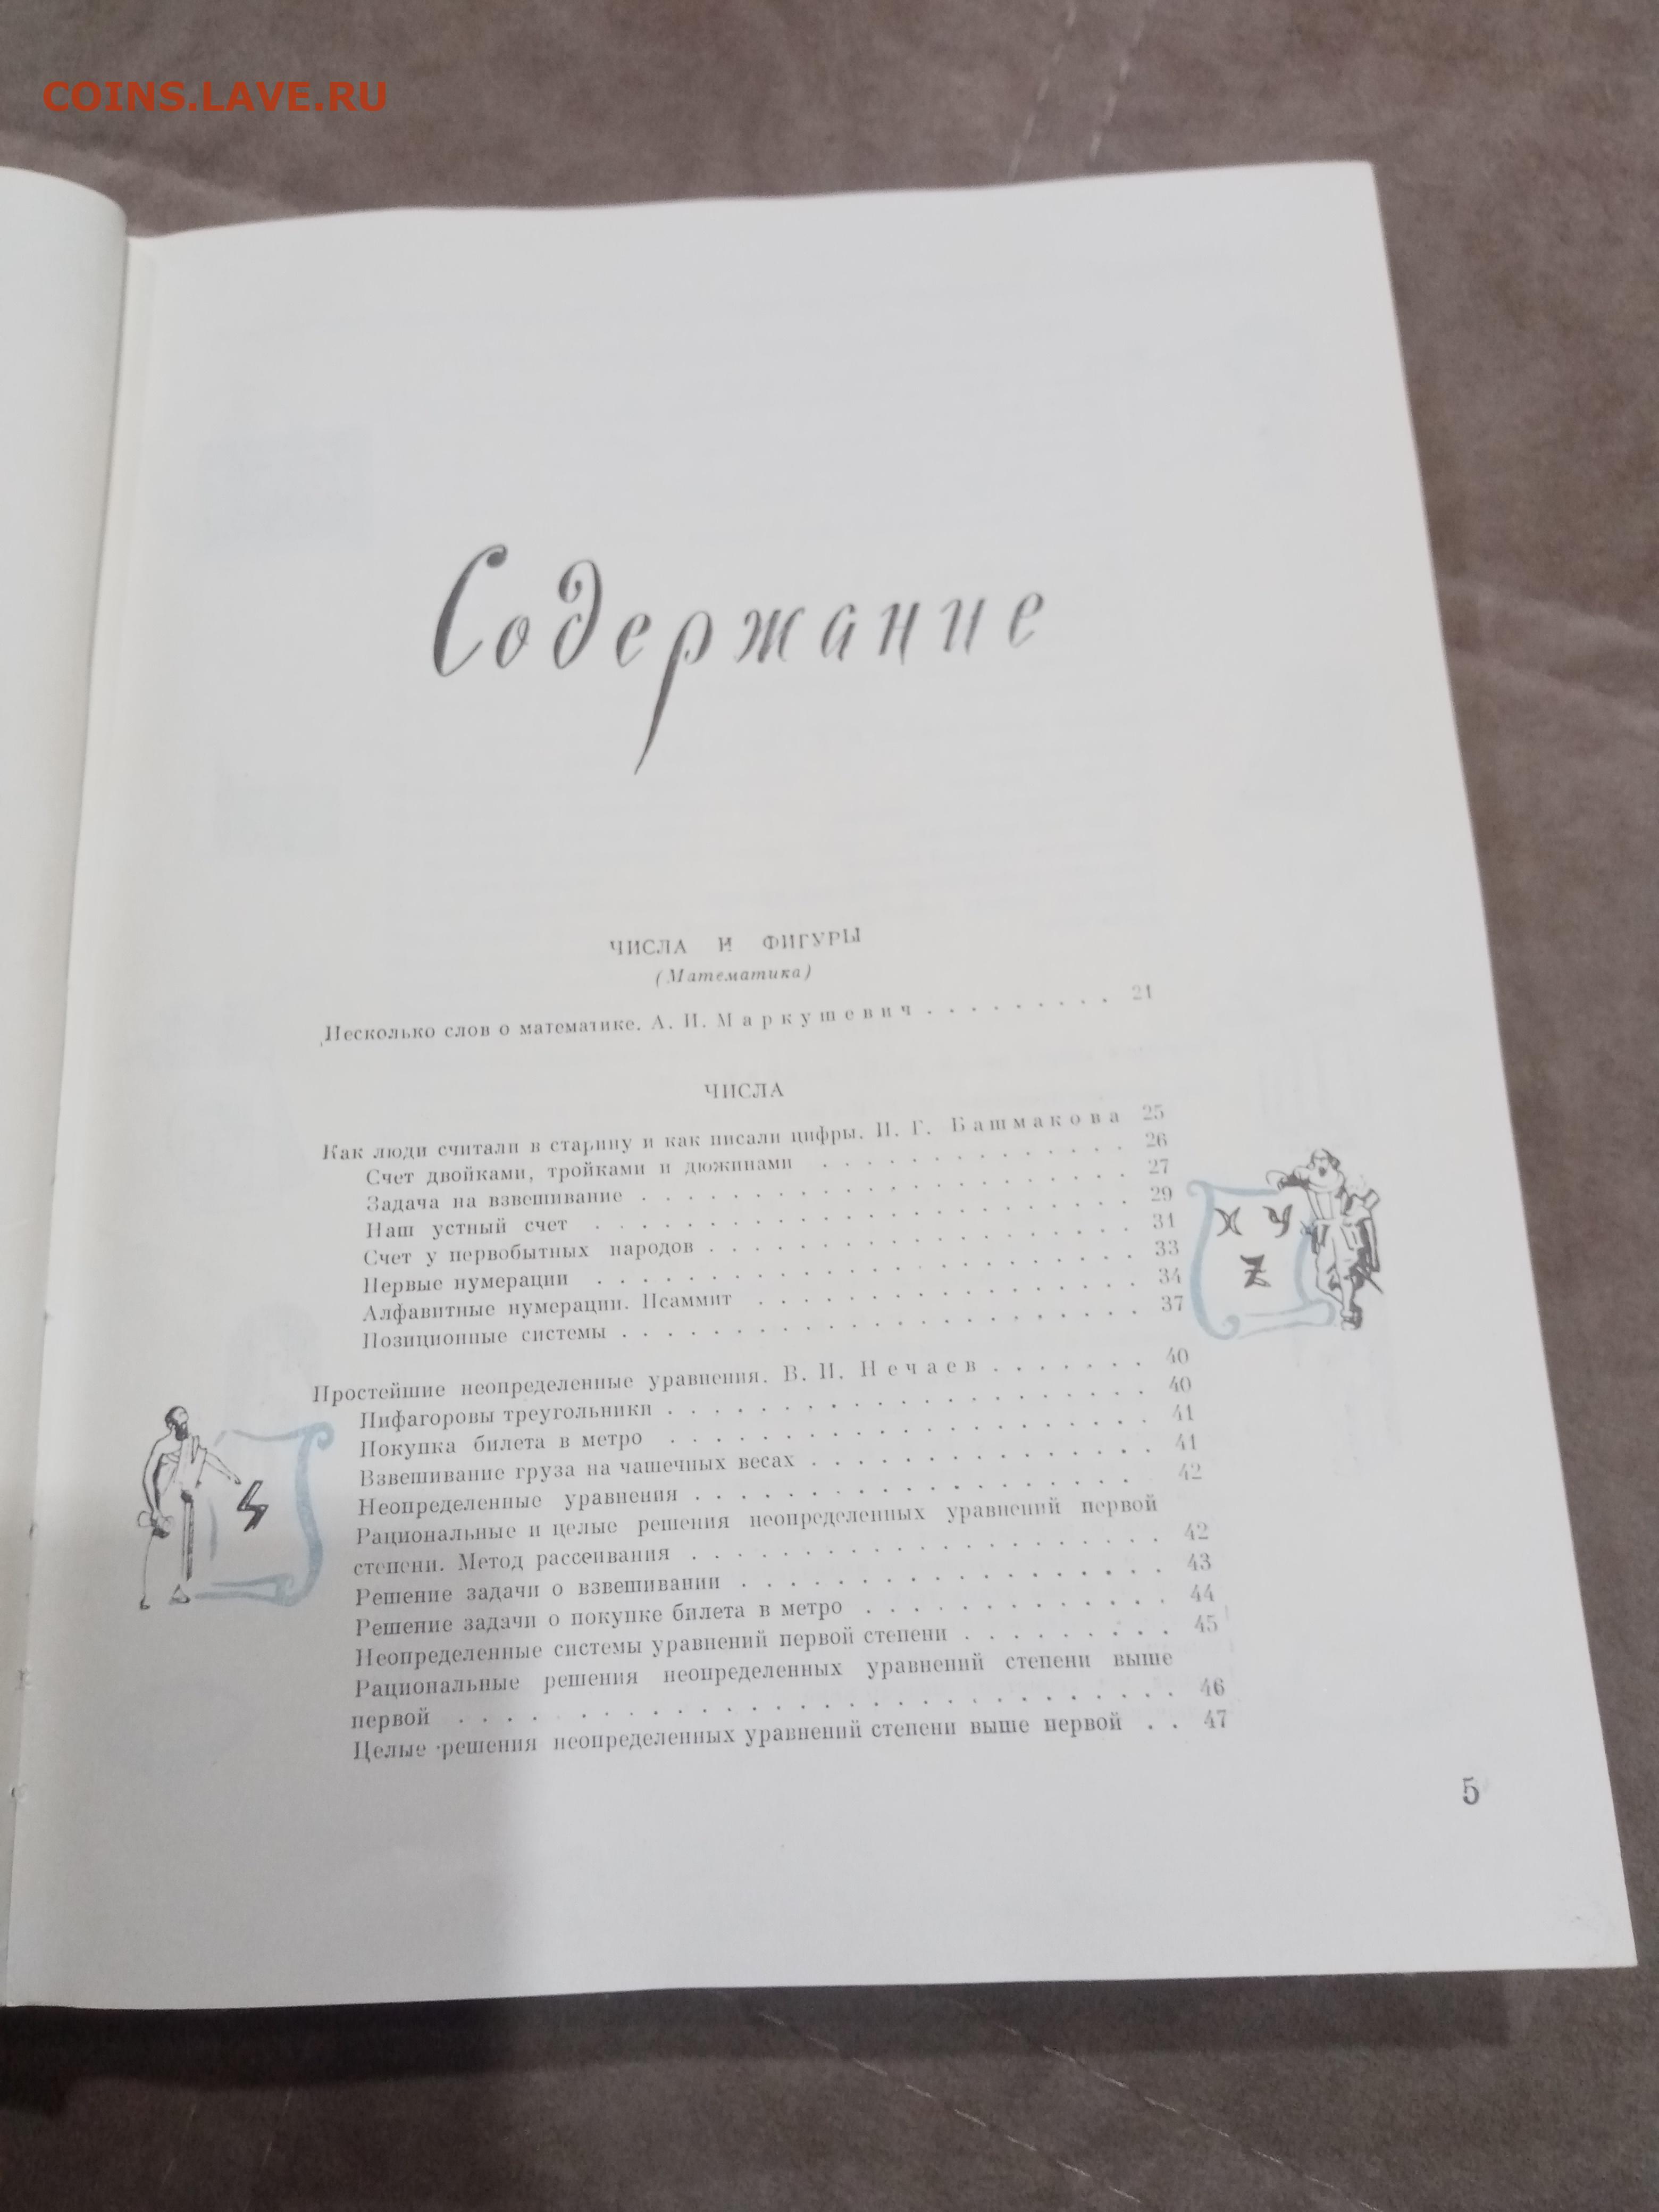 COINS.LAVE.RU
Содержание
ЧИСЛА И ФИГУРЫ
(Математика)
Несколько слов о математике. А. И. Маркушевич . . . . . . . . . 21
ЧИСЛА
Как люди считали в старину и как писали цифры. И. Г. Башмакова 25
Счет двойками, тройками и дюжинами . . . . . . . . . . . . . . 26
Задача на взвешивание . . . . . . . . . . . . . . . . . . . . 27
Наш устный счет . . . . . . . . . . . . . . . . . . . . . . 29
Счет у первобытных народов . . . . . . . . . . . . . . . . . 31
Первые нумерации . . . . . . . . . . . . . . . . . . . . . 33
Алфавитные нумерации. Псаммит . . . . . . . . . . . . . . . 34
Позиционные системы . . . . . . . . . . . . . . . . . . . . 37
Простейшие неопределенные уравнения. В. И. Нечаев . . . . . . . 40
Пифагоровы треугольники . . . . . . . . . . . . . . . . . . 40
Покупка билета в метро . . . . . . . . . . . . . . . . . . . 41
Взвешивание груза на чашечных весах . . . . . . . . . . . . . 41
Неопределенные уравнения . . . . . . . . . . . . . . . . . 42
Рациональные и целые решения неопределенных уравнений первой
степени. Метод рассеивания . . . . . . . . . . . . . . . . . 42
Решение задачи о взвешивании . . . . . . . . . . . . . . . . 43
Решение задачи о покупке билета в метро . . . . . . . . . . . 44
Неопределенные системы уравнений первой степени . . . . . . . . 45
Рациональные решения неопределенных уравнений степени выше
первой . . . . . . . . . . . . . . . . . . . . . . . . . 46
Целые решения неопределенных уравнений степени выше первой . . 47
5